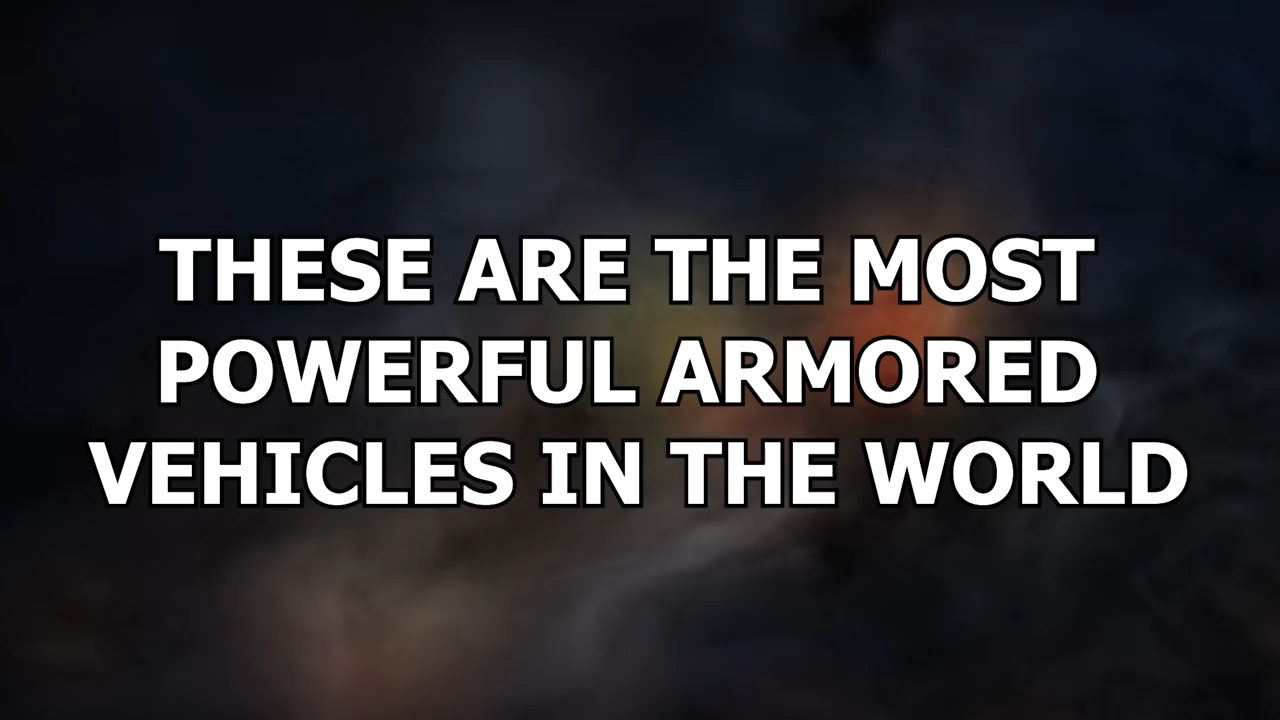 THESE ARE THE MOST
POWERFUL ARMORED
VEHICLES IN THE WORLD